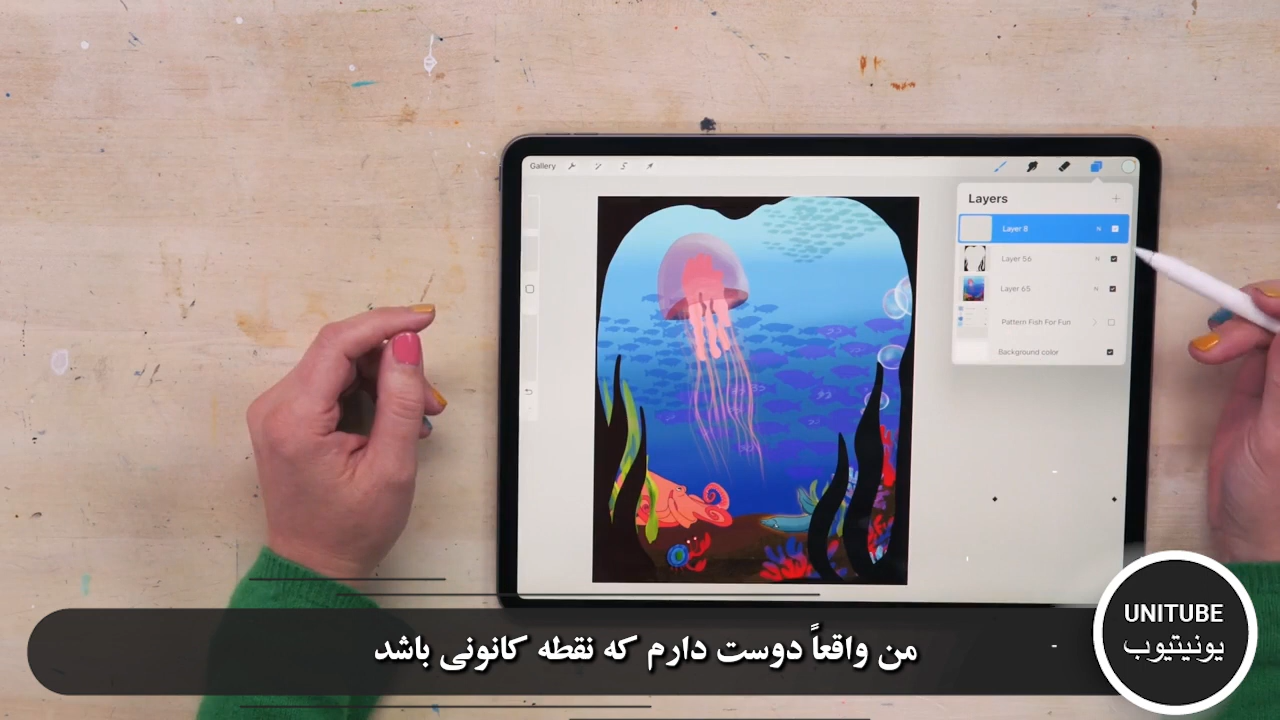 Gallery
Layers
Layer 8
N
Layer 56
N
Layer 65
N
Pattern Fish For Fun
Background color
من واقعاً دوست دارم که نقطه کانونی باشد
UNITUBE
یونیتیوب